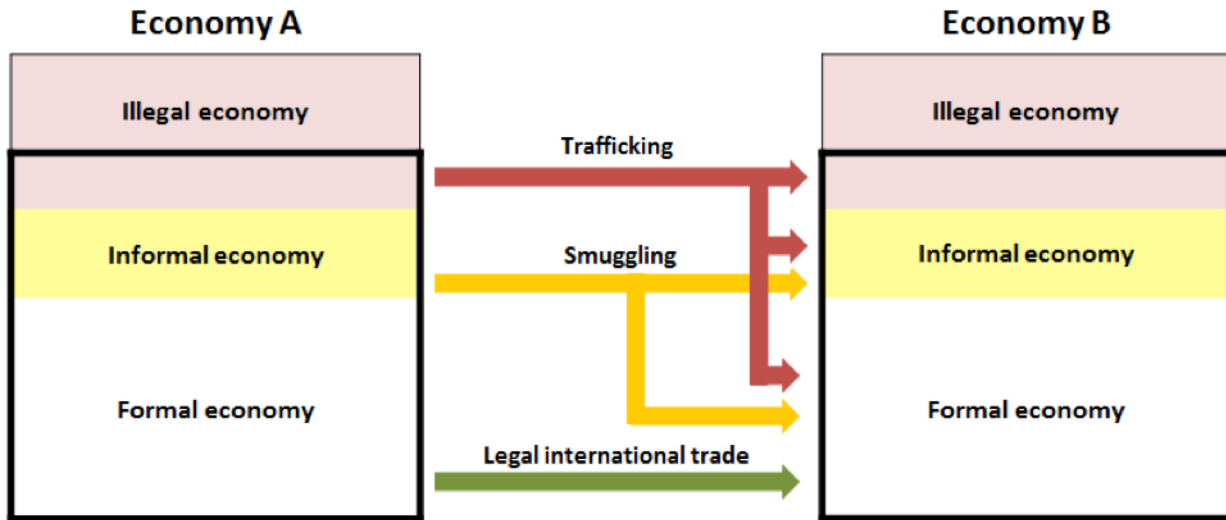 Economy A
Economy B
Illegal economy
Illegal economy
Trafficking
Informal economy
Smuggling
Informal economy
Formal economy
Formal economy
Legal international trade